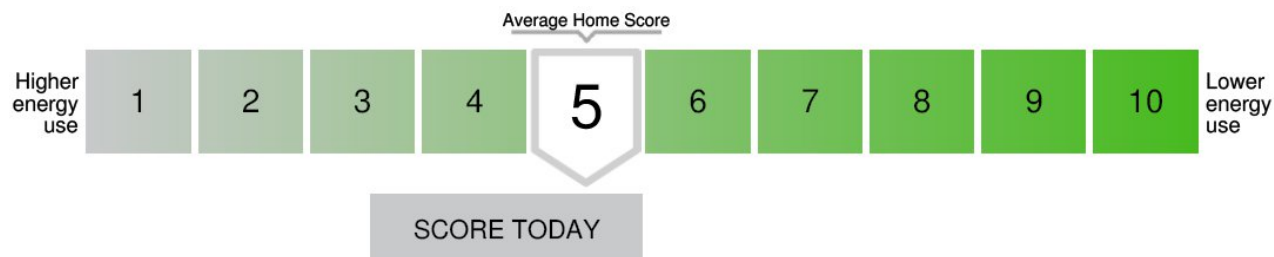 Average Home Score
Higher
energy
use
1 2 3 4 5 6 7 8 9 10
Lower
energy
use
SCORE TODAY